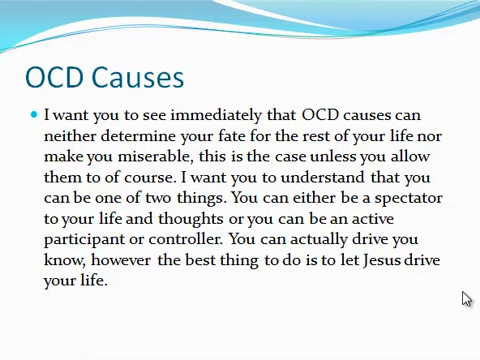 OCD Causes
I want you to see immediately that OCD causes can
neither determine your fate for the rest of your life nor
make you miserable, this is the case unless you allow
them to of course. I want you to understand that you
can be one of two things. You can either be a spectator
to your life and thoughts or you can be an active
participant or controller. You can actually drive you
know, however the best thing to do is to let Jesus drive
your life.